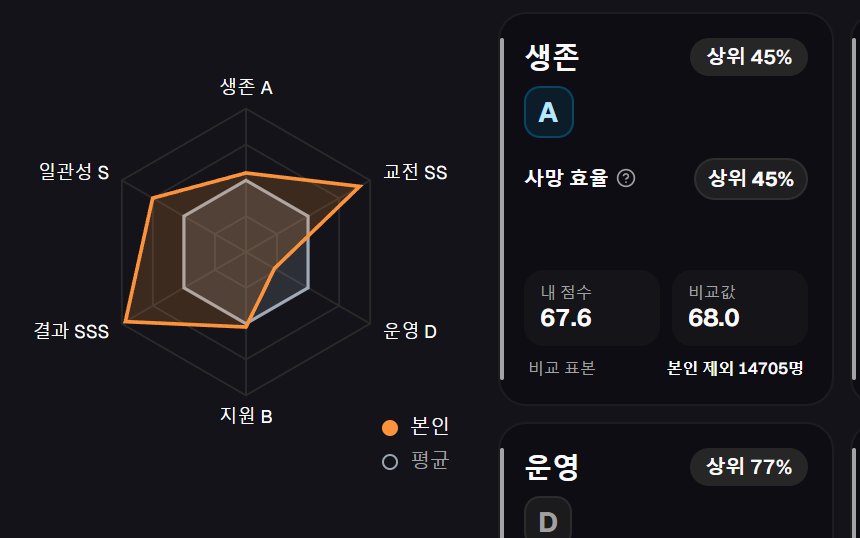 생존 A
교전 SS
운영 D
지원 B
결과 SSS
일관성 S
본인
평균
생존
상위 45%
A
사망 효율 ?
상위 45%
내 점수
67.6
비교값
68.0
비교 표본
본인 제외 14705명
운영
상위 77%
D